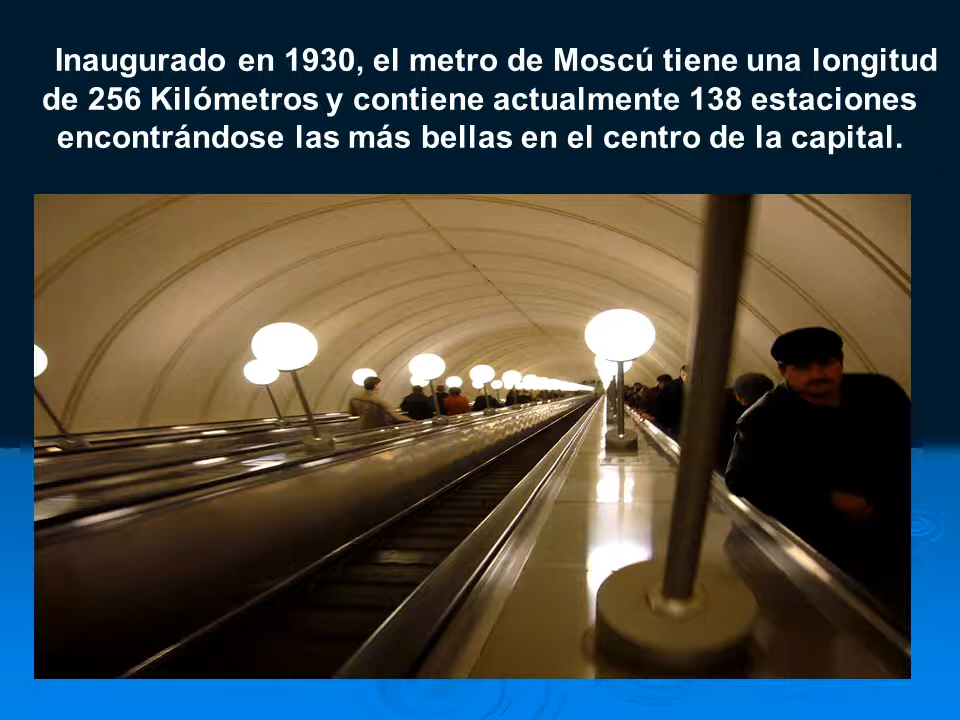 Inaugurado en 1930, el metro de Moscú tiene una longitud
de 256 Kilómetros y contiene actualmente 138 estaciones
encontrándose las más bellas en el centro de la capital.